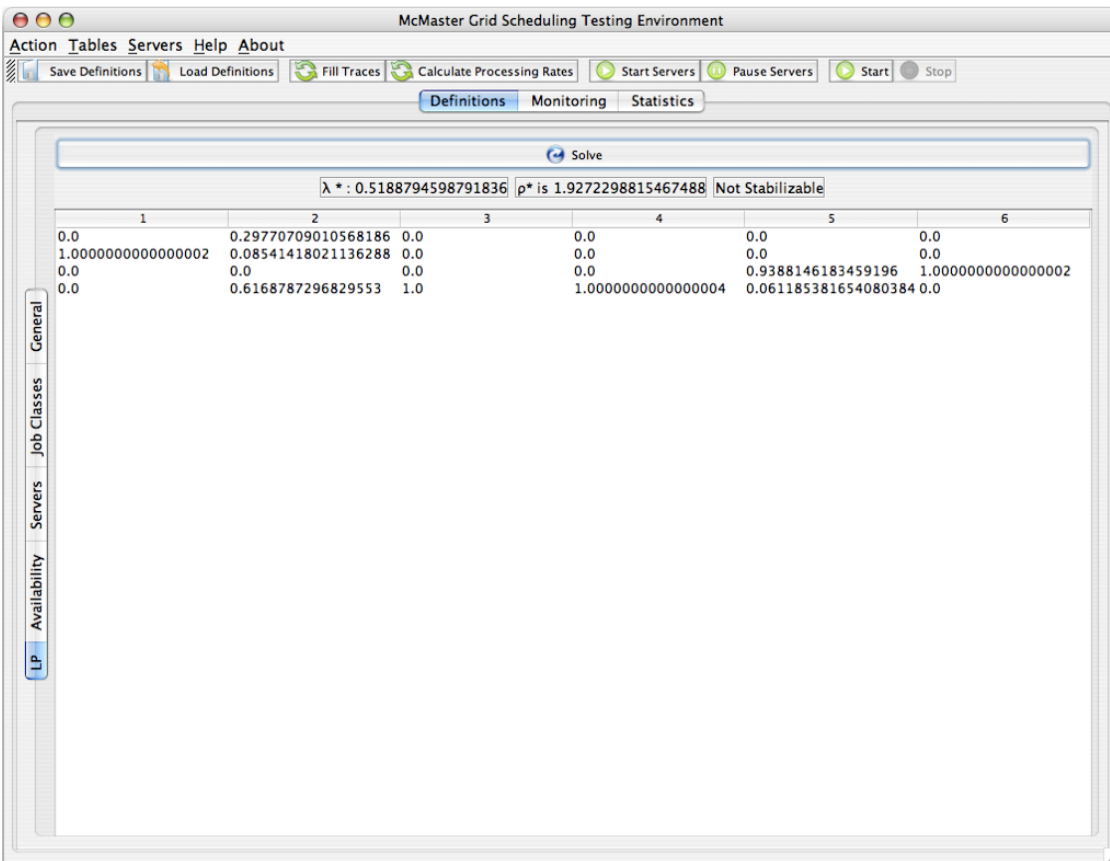 McMaster Grid Scheduling Testing Environment
Action Tables Servers Help About
Save Definitions Load Definitions Fill Traces Calculate Processing Rates Start Servers Pause Servers Start Stop
Definitions Monitoring Statistics
Solve
λ * : 0.5188794598791836 ρ* is 1.9272298815467488 Not Stabilizable
1 2 3 4 5 6
0.0 0.29770709010568186 0.0 0.0 0.0 0.0
1.0000000000000002 0.08541418021136288 0.0 0.0 0.0 0.0
0.0 0.0 0.0 0.0 0.9388146183459196 1.0000000000000002
0.0 0.6168787296829553 1.0 1.0000000000000004 0.061185381654080384 0.0
General
Job Classes
Servers
Availability
LP